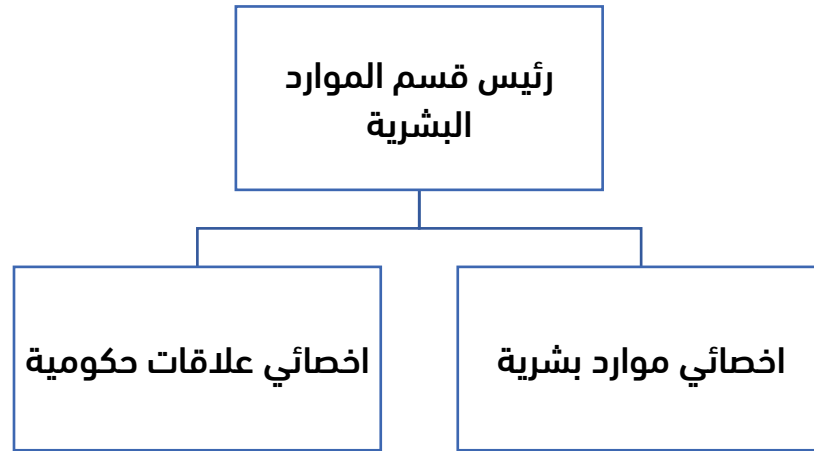 رئيس قسم الموارد
البشرية
اخصائي موارد بشرية
اخصائي علاقات حكومية